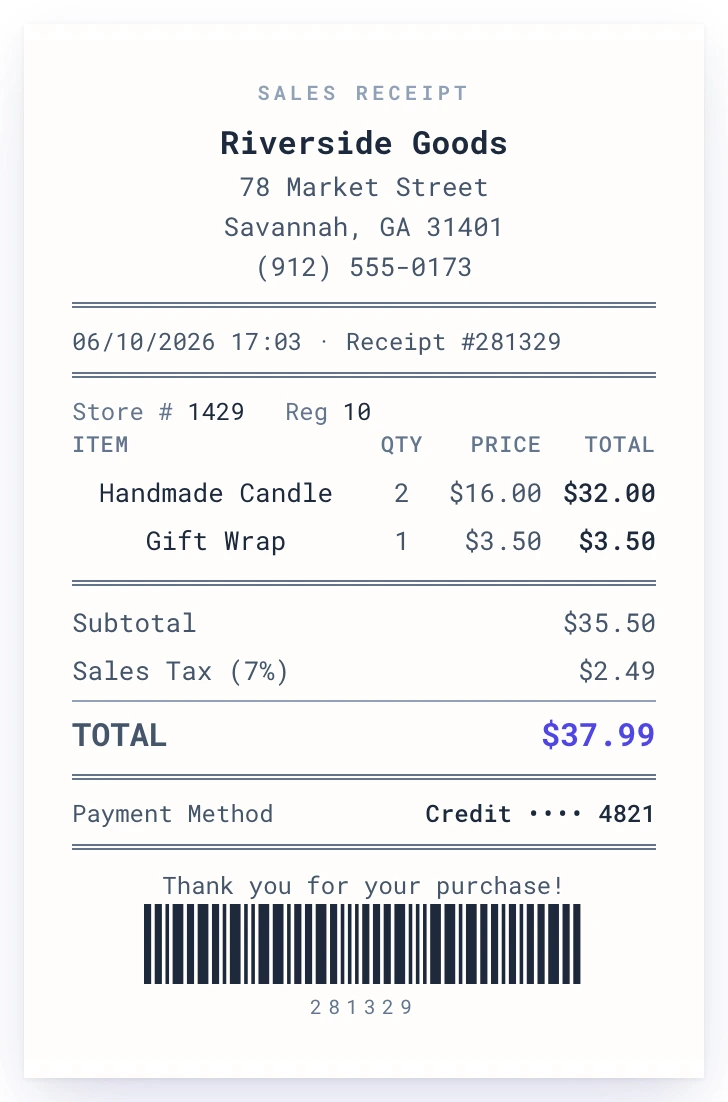 SALES RECEIPT
Riverside Goods
78 Market Street
Savannah, GA 31401
(912) 555-0173
06/10/2026 17:03 · Receipt #281329
Store # 1429 Reg 10
ITEM QTY PRICE TOTAL
Handmade Candle 2 $16.00 $32.00
Gift Wrap 1 $3.50 $3.50
Subtotal $35.50
Sales Tax (7%) $2.49
TOTAL $37.99
Payment Method Credit •••• 4821
Thank you for your purchase!
281329